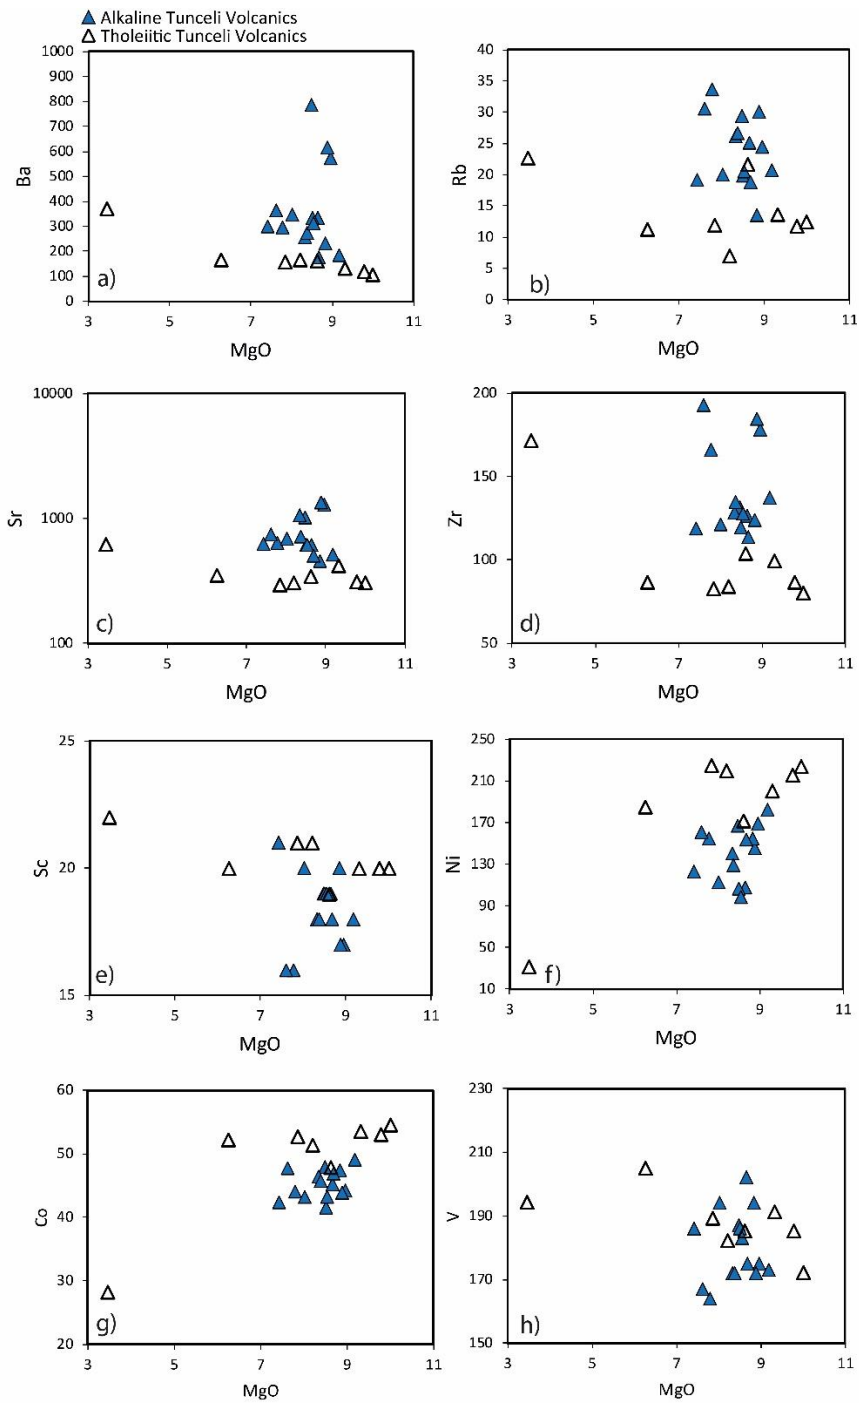 Alkaline Tunceli Volcanics
Tholeiitic Tunceli Volcanics
1000
900
800
700
600
500
400
300
200
100
0
Ba
a)
3 5 7 9 11
MgO
40
35
30
25
20
15
10
5
0
Rb
b)
3 5 7 9 11
MgO
10000
1000
100
Sr
c)
3 5 7 9 11
MgO
200
150
100
50
Zr
d)
3 5 7 9 11
MgO
25
20
15
Sc
e)
3 5 7 9 11
MgO
250
210
170
130
90
50
10
Ni
f)
3 5 7 9 11
MgO
60
50
40
30
20
Co
g)
3 5 7 9 11
MgO
230
210
190
170
150
V
h)
3 5 7 9 11
MgO